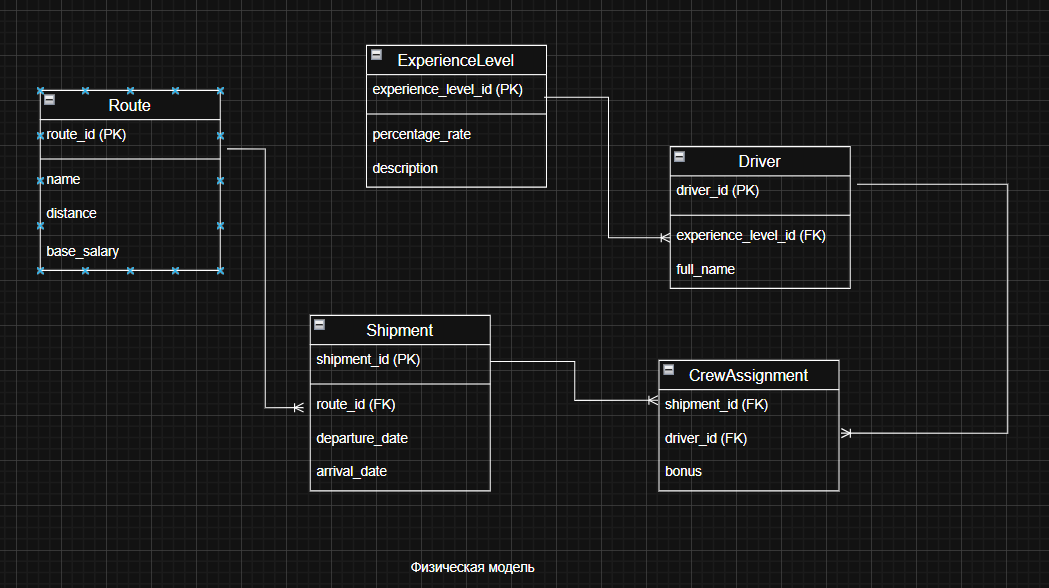 ExperienceLevel
experience_level_id (PK)
percentage_rate
description
Route
route_id (PK)
name
distance
base_salary
Driver
driver_id (PK)
experience_level_id (FK)
full_name
Shipment
shipment_id (PK)
route_id (FK)
departure_date
arrival_date
CrewAssignment
shipment_id (FK)
driver_id (FK)
bonus
Физическая модель